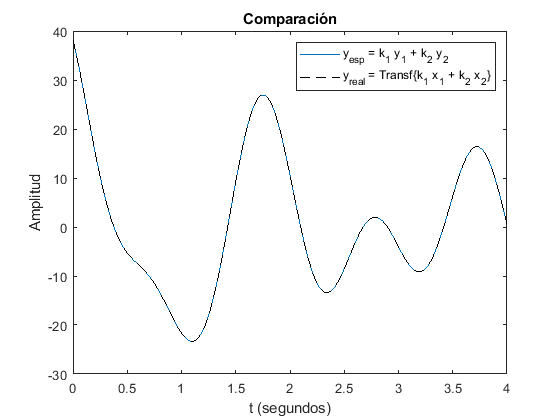 Comparación
y_esp = k_1 y_1 + k_2 y_2
y_real = Transf{k_1 x_1 + k_2 x_2}
40
30
20
10
0
-10
-20
-30
Amplitud
0 0.5 1 1.5 2 2.5 3 3.5 4
t (segundos)